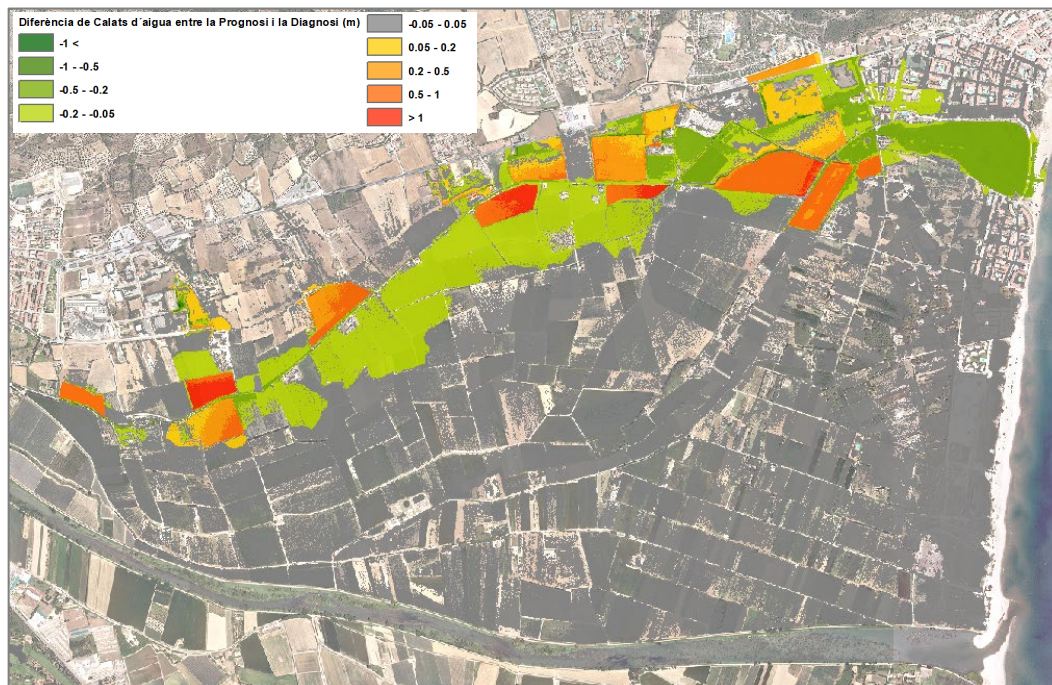 Diferència de Calats d´aigua entre la Prognosi i la Diagnosi (m)
-1 <
-1 - -0.5
-0.5 - -0.2
-0.2 - -0.05
-0.05 - 0.05
0.05 - 0.2
0.2 - 0.5
0.5 - 1
> 1